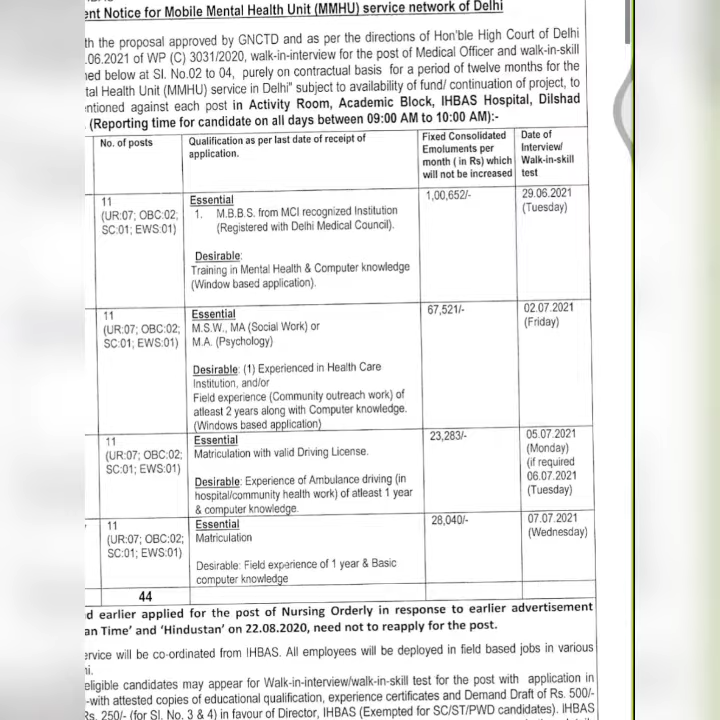 ent Notice for Mobile Mental Health Unit (MMHU) service network of Delhi
th the proposal approved by GNCTD and as per the directions of Hon'ble High Court of Delhi
.06.2021 of WP (C) 3031/2020, walk-in-interview for the post of Medical Officer and walk-in-skill
ned below at Sl. No.02 to 04, purely on contractual basis for a period of twelve months for the
tal Health Unit (MMHU) service in Delhi" subject to availability of fund/ continuation of project, to
entioned against each post in Activity Room, Academic Block, IHBAS Hospital, Dilshad
(Reporting time for candidate on all days between 09:00 AM to 10:00 AM):-
No. of posts
Qualification as per last date of receipt of
application.
Fixed Consolidated
Emoluments per
month ( in Rs) which
will not be increased
Date of
Interview/
Walk-in-skill
test
11
(UR:07; OBC:02;
SC:01; EWS:01)
Essential
1. M.B.B.S. from MCI recognized Institution
(Registered with Delhi Medical Council).
Desirable:
Training in Mental Health & Computer knowledge
(Window based application).
1,00,652/-
29.06.2021
(Tuesday)
11
(UR:07; OBC:02;
SC:01; EWS:01)
Essential
M.S.W., MA (Social Work) or
M.A. (Psychology)
Desirable: (1) Experienced in Health Care
Institution, and/or
Field experience (Community outreach work) of
atleast 2 years along with Computer knowledge.
(Windows based application)
67,521/-
02.07.2021
(Friday)
11
(UR:07; OBC:02;
SC:01; EWS:01)
Essential
Matriculation with valid Driving License.
Desirable: Experience of Ambulance driving (in
hospital/community health work) of atleast 1 year
& computer knowledge.
23,283/-
05.07.2021
(Monday)
(if required
06.07.2021
(Tuesday)
11
(UR:07; OBC:02;
SC:01; EWS:01)
Essential
Matriculation
Desirable: Field experience of 1 year & Basic
computer knowledge
28,040/-
07.07.2021
(Wednesday)
44
d earlier applied for the post of Nursing Orderly in response to earlier advertisement
an Time' and 'Hindustan' on 22.08.2020, need not to reapply for the post.
ervice will be co-ordinated from IHBAS. All employees will be deployed in field based jobs in various
hi.
eligible candidates may appear for Walk-in-interview/walk-in-skill test for the post with application in
-with attested copies of educational qualification, experience certificates and Demand Draft of Rs. 500/-
Rs. 250/- (for Sl. No. 3 & 4) in favour of Director, IHBAS (Exempted for SC/ST/PWD candidates). IHBAS